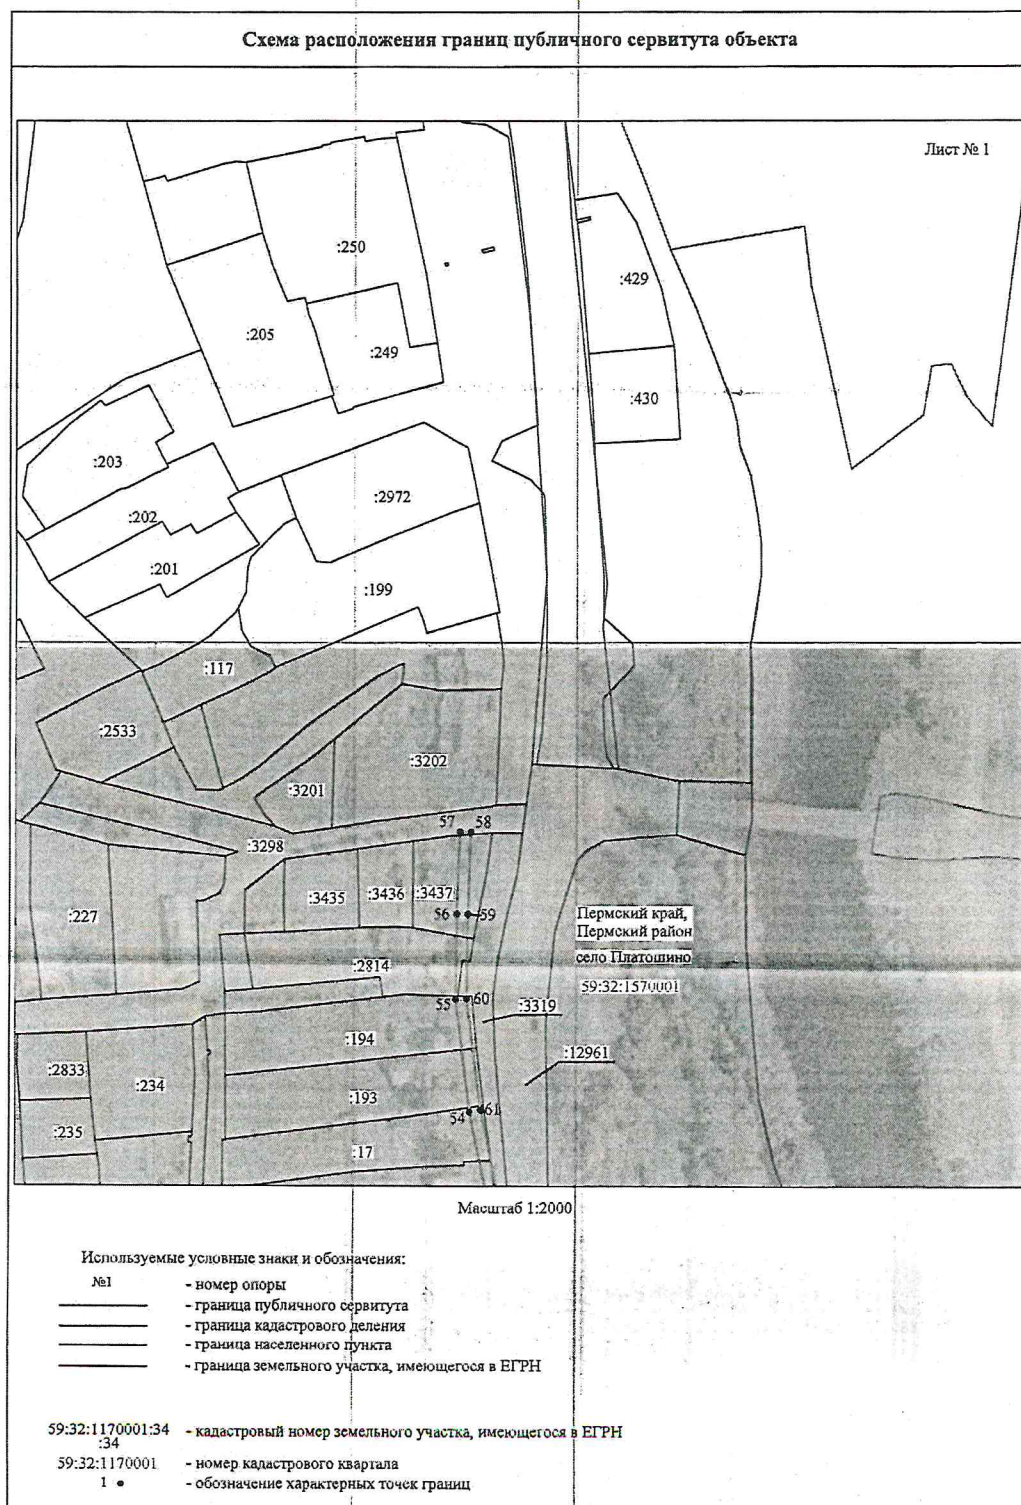 Схема расположения границ публичного сервитута объекта
Лист № 1
:250
:429
:205
:249
:430
:203
:2972
:202
:201
:199
:117
:2533
:3202
:3201
57 58
:3298
:3435 :3436 :3437
56 59
:227
Пермский край,
Пермский район
село Платошино
59:32:1570001
:2814
55 60
:3319
:194
:12961
:2833
:234
:193
54 61
:235
:17
Масштаб 1:2000
Используемые условные знаки и обозначения:
№1 - номер опоры
- граница публичного сервитута
- граница кадастрового деления
- граница населенного пункта
- граница земельного участка, имеющегося в ЕГРН
59:32:1170001:34 - кадастровый номер земельного участка, имеющегося в ЕГРН
:34
59:32:1170001 - номер кадастрового квартала
1 • - обозначение характерных точек границ